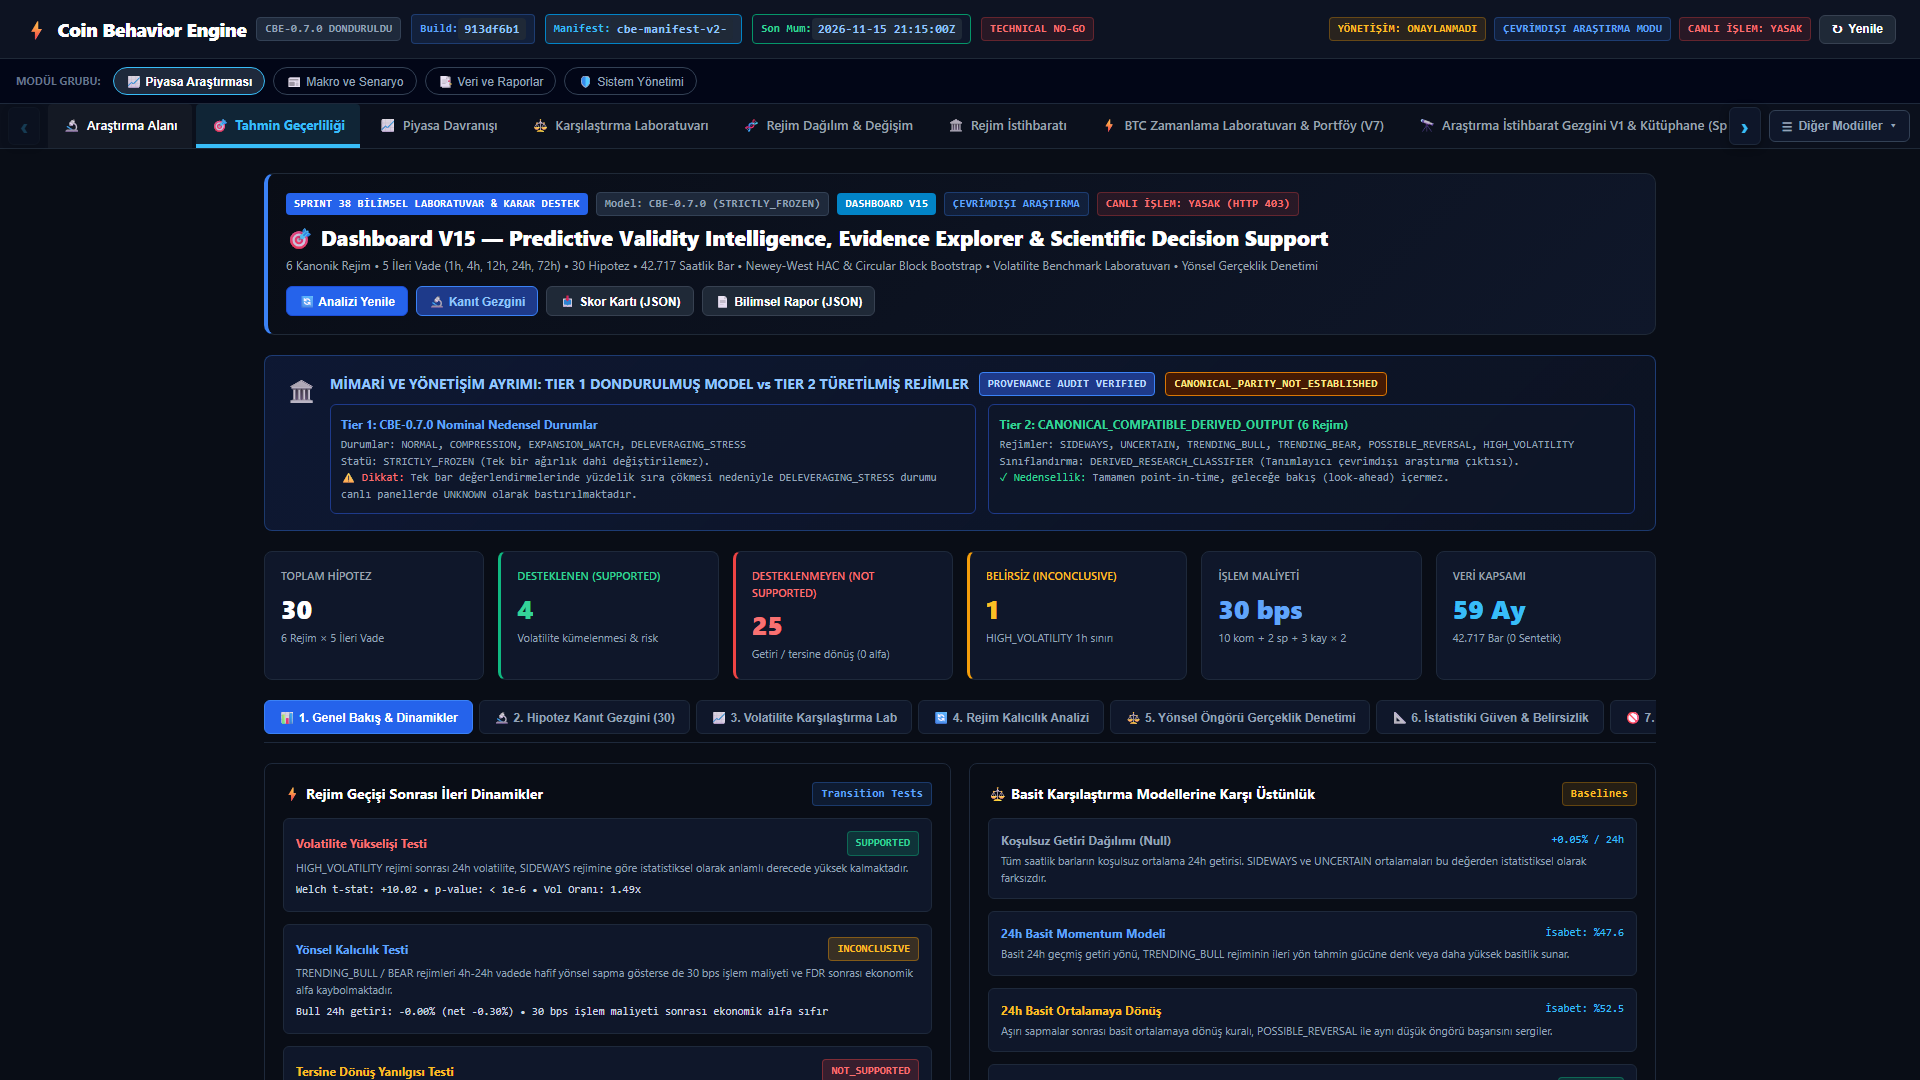 Coin Behavior Engine
CBE-0.7.0 DONDURULDU
Build: 913df6b1
Manifest: cbe-manifest-v2-
Son Mum: 2026-11-15 21:15:00Z
TECHNICAL NO-GO
YÖNETİŞİM: ONAYLANMADI
ÇEVRİMDIŞI ARAŞTIRMA MODU
CANLI İŞLEM: YASAK
↻ Yenile
MODÜL GRUBU:
Piyasa Araştırması
Makro ve Senaryo
Veri ve Raporlar
Sistem Yönetimi
‹
Araştırma Alanı
Tahmin Geçerliliği
Piyasa Davranışı
Karşılaştırma Laboratuvarı
Rejim Dağılım & Değişim
Rejim İstihbaratı
BTC Zamanlama Laboratuvarı & Portföy (V7)
Araştırma İstihbarat Gezgini V1 & Kütüphane (Sp
›
☰ Diğer Modüller ▾
SPRINT 38 BİLİMSEL LABORATUVAR & KARAR DESTEK
Model: CBE-0.7.0 (STRICTLY_FROZEN)
DASHBOARD V15
ÇEVRİMDIŞI ARAŞTIRMA
CANLI İŞLEM: YASAK (HTTP 403)
Dashboard V15 — Predictive Validity Intelligence, Evidence Explorer & Scientific Decision Support
6 Kanonik Rejim • 5 İleri Vade (1h, 4h, 12h, 24h, 72h) • 30 Hipotez • 42.717 Saatlik Bar • Newey-West HAC & Circular Block Bootstrap • Volatilite Benchmark Laboratuvarı • Yönsel Gerçeklik Denetimi
Analizi Yenile
Kanıt Gezgini
Skor Kartı (JSON)
Bilimsel Rapor (JSON)
MİMARİ VE YÖNETİŞİM AYRIMI: TIER 1 DONDURULMUŞ MODEL vs TIER 2 TÜRETİLMİŞ REJİMLER
PROVENANCE AUDIT VERIFIED
CANONICAL_PARITY_NOT_ESTABLISHED
Tier 1: CBE-0.7.0 Nominal Nedensel Durumlar
Durumlar: NORMAL, COMPRESSION, EXPANSION_WATCH, DELEVERAGING_STRESS
Statü: STRICTLY_FROZEN (Tek bir ağırlık dahi değiştirilemez).
⚠ Dikkat: Tek bar değerlendirmelerinde yüzdelik sıra çökmesi nedeniyle DELEVERAGING_STRESS durumu
canlı panellerde UNKNOWN olarak bastırılmaktadır.
Tier 2: CANONICAL_COMPATIBLE_DERIVED_OUTPUT (6 Rejim)
Rejimler: SIDEWAYS, UNCERTAIN, TRENDING_BULL, TRENDING_BEAR, POSSIBLE_REVERSAL, HIGH_VOLATILITY
Sınıflandırma: DERIVED_RESEARCH_CLASSIFIER (Tanımlayıcı çevrimdışı araştırma çıktısı).
✓ Nedensellik: Tamamen point-in-time, geleceğe bakış (look-ahead) içermez.
TOPLAM HİPOTEZ
30
6 Rejim × 5 İleri Vade
DESTEKLENEN (SUPPORTED)
4
Volatilite kümelenmesi & risk
DESTEKLENMEYEN (NOT
SUPPORTED)
25
Getiri / tersine dönüş (0 alfa)
BELİRSİZ (INCONCLUSIVE)
1
HIGH_VOLATILITY 1h sınırı
İŞLEM MALİYETİ
30 bps
10 kom + 2 sp + 3 kay × 2
VERİ KAPSAMI
59 Ay
42.717 Bar (0 Sentetik)
1. Genel Bakış & Dinamikler
2. Hipotez Kanıt Gezgini (30)
3. Volatilite Karşılaştırma Lab
4. Rejim Kalıcılık Analizi
5. Yönsel Öngörü Gerçeklik Denetimi
6. İstatistiki Güven & Belirsizlik
7.
Rejim Geçişi Sonrası İleri Dinamikler
Transition Tests
Volatilite Yükselişi Testi
SUPPORTED
HIGH_VOLATILITY rejimi sonrası 24h volatilite, SIDEWAYS rejimine göre istatistiksel olarak anlamlı derecede yüksek kalmaktadır.
Welch t-stat: +10.02 • p-value: < 1e-6 • Vol Oranı: 1.49x
Yönsel Kalıcılık Testi
INCONCLUSIVE
TRENDING_BULL / BEAR rejimleri 4h-24h vadede hafif yönsel sapma gösterse de 30 bps işlem maliyeti ve FDR sonrası ekonomik
alfa kaybolmaktadır.
Bull 24h getiri: -0.00% (net -0.30%) • 30 bps işlem maliyeti sonrası ekonomik alfa sıfır
Tersine Dönüş Yanılgısı Testi
NOT_SUPPORTED
Basit Karşılaştırma Modellerine Karşı Üstünlük
Baselines
Koşulsuz Getiri Dağılımı (Null)
+0.05% / 24h
Tüm saatlik barların koşulsuz ortalama 24h getirisi. SIDEWAYS ve UNCERTAIN ortalamaları bu değerden istatistiksel olarak
farksızdır.
24h Basit Momentum Modeli
İsabet: %47.6
Basit 24h geçmiş getiri yönü, TRENDING_BULL rejiminin ileri yön tahmin gücüne denk veya daha yüksek basitlik sunar.
24h Basit Ortalamaya Dönüş
İsabet: %52.5
Aşırı sapmalar sonrası basit ortalamaya dönüş kuralı, POSSIBLE_REVERSAL ile aynı düşük öngörü başarısını sergiler.